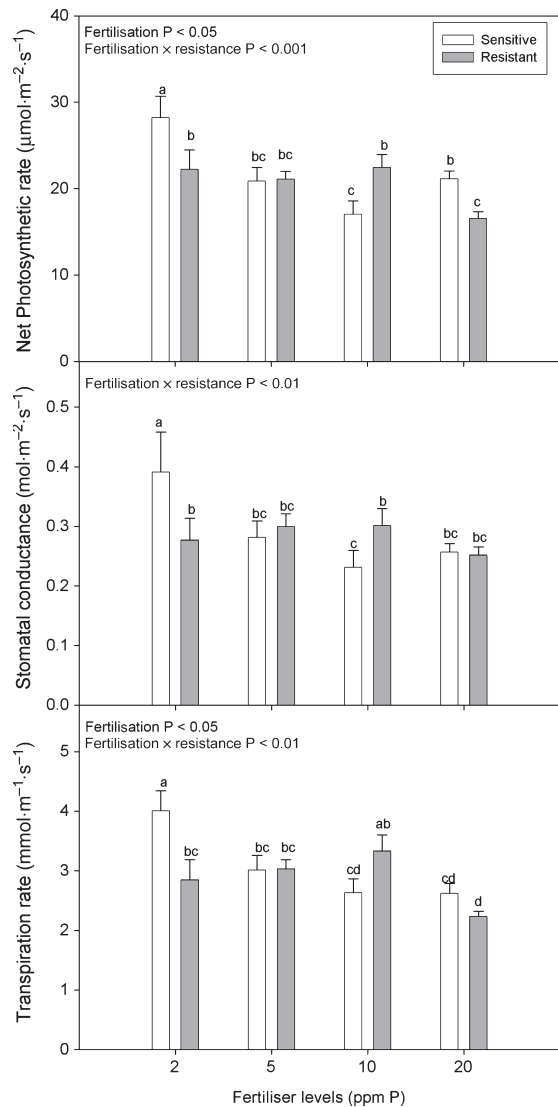 Net Photosynthetic rate (μmol·m−2·s−1)
40
30
20
10
0
Fertilisation P < 0.05
Fertilisation × resistance P < 0.001
Sensitive
Resistant
a
b
bc
bc
c
b
b
c
Stomatal conductance (mol·m−2·s−1)
0.5
0.4
0.3
0.2
0.1
0.0
Fertilisation × resistance P < 0.01
a
b
bc
bc
c
b
bc
bc
Transpiration rate (mmol·m−1·s−1)
5
4
3
2
1
0
Fertilisation P < 0.05
Fertilisation × resistance P < 0.01
a
bc
bc
bc
cd
ab
cd
d
2
5
10
20
Fertiliser levels (ppm P)